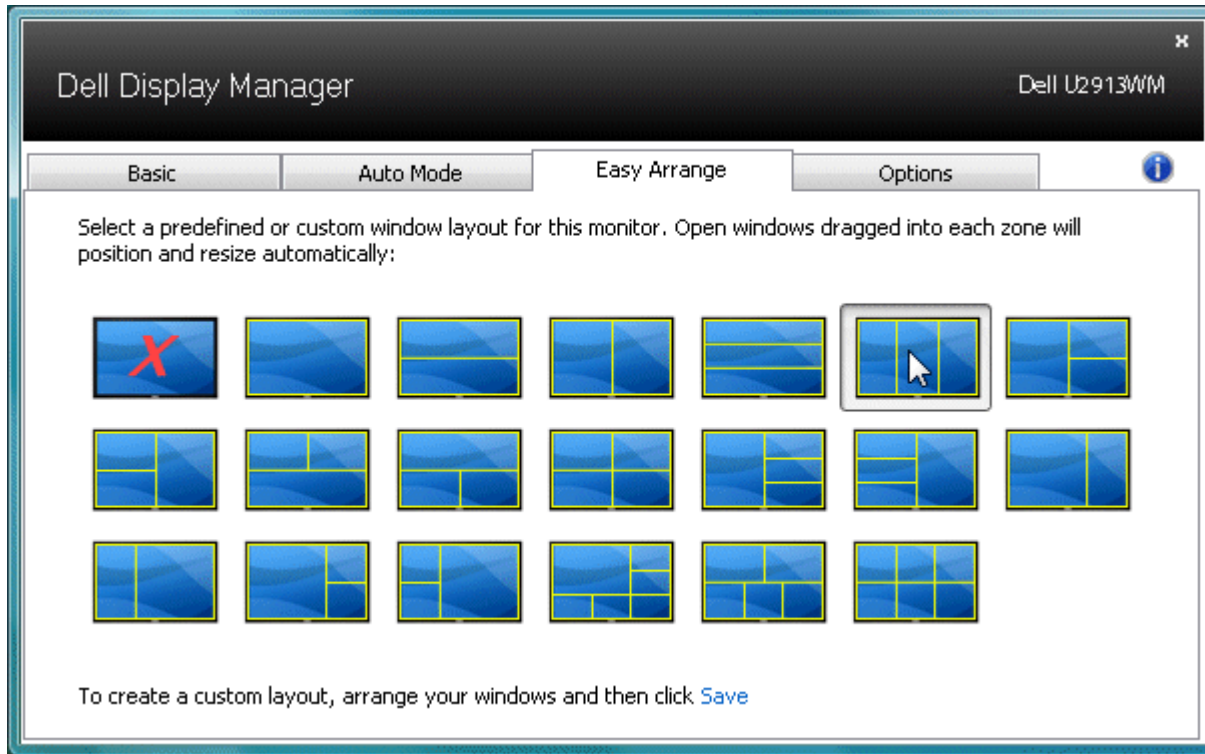 x
Dell Display Manager
Dell U2913WM
Basic
Auto Mode
Easy Arrange
Options
i
Select a predefined or custom window layout for this monitor. Open windows dragged into each zone will
position and resize automatically:
X
To create a custom layout, arrange your windows and then click Save